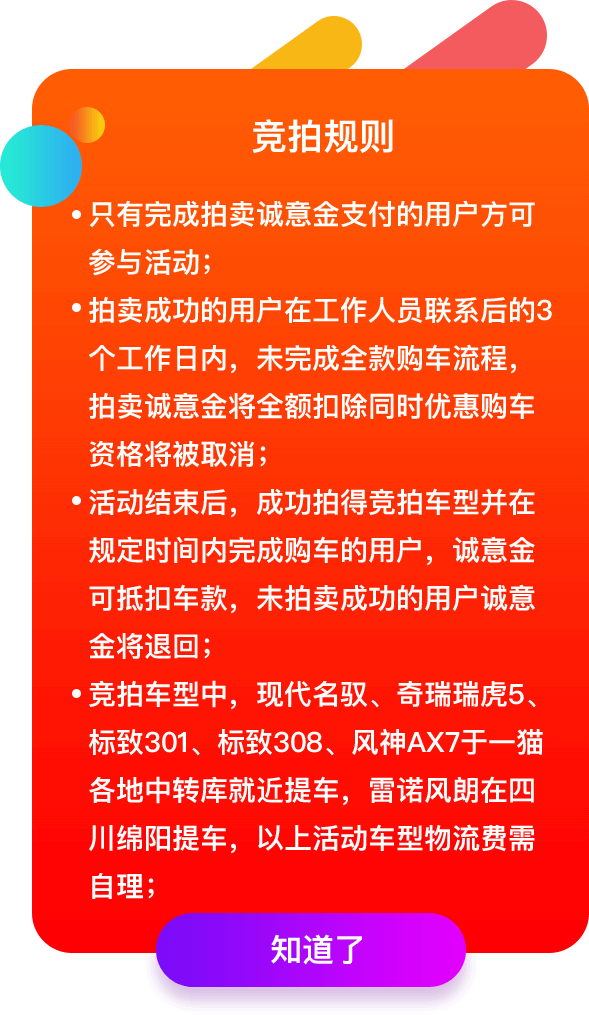 竞拍规则
•只有完成拍卖诚意金支付的用户方可
参与活动；
•拍卖成功的用户在工作人员联系后的3
个工作日内，未完成全款购车流程，
拍卖诚意金将全额扣除同时优惠购车
资格将被取消；
•活动结束后，成功拍得竞拍车型并在
规定时间内完成购车的用户，诚意金
可抵扣车款，未拍卖成功的用户诚意
金将退回；
•竞拍车型中，现代名驭、奇瑞瑞虎5、
标致301、标致308、风神AX7于一猫
各地中转库就近提车，雷诺风朗在四
川绵阳提车，以上活动车型物流费需
自理；
知道了